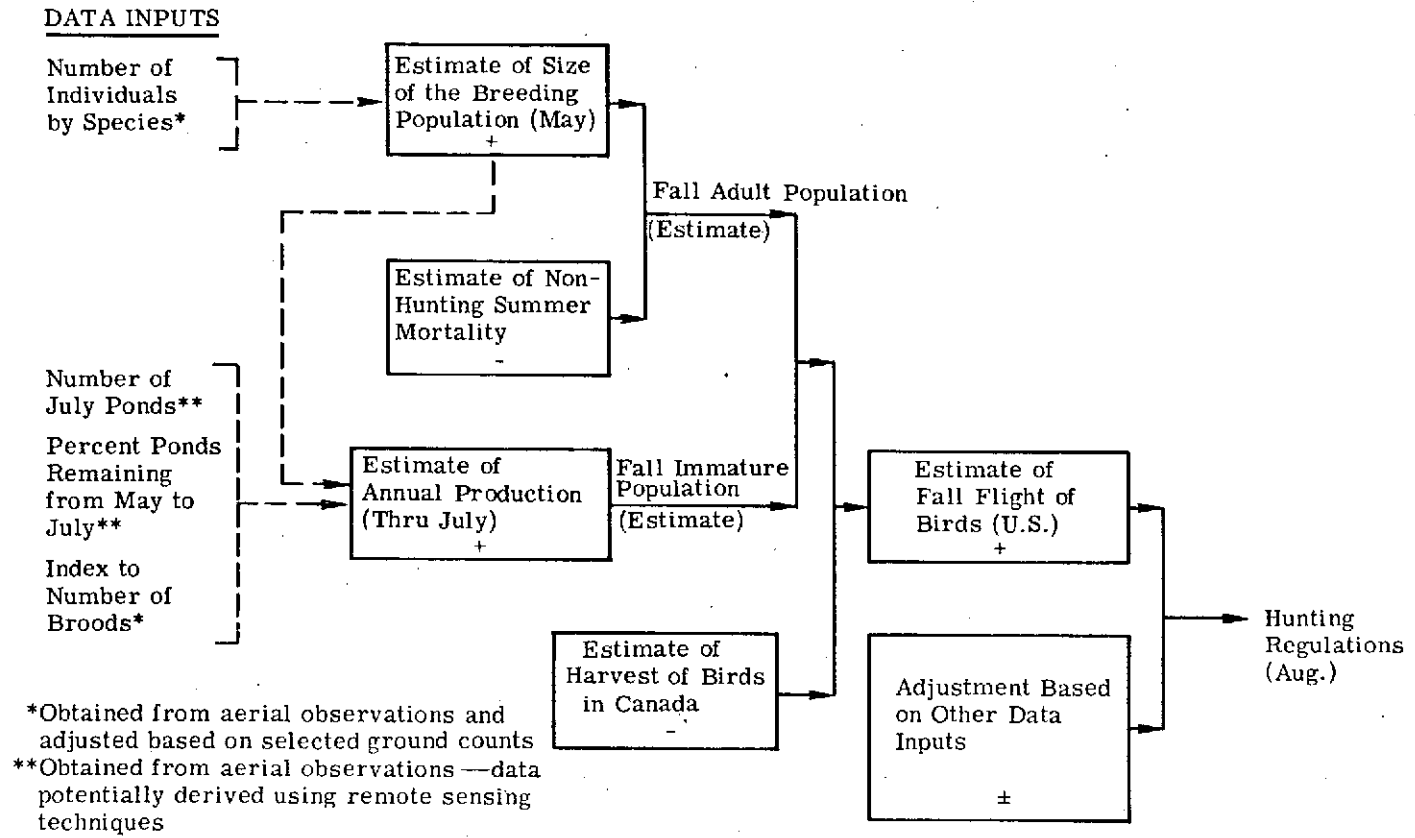 DATA INPUTS
Number of
Individuals
by Species*
Estimate of Size
of the Breeding
Population (May)
+
Fall Adult Population
(Estimate)
Estimate of Non-
Hunting Summer
Mortality
-
Number of
July Ponds**
Percent Ponds
Remaining
from May to
July**
Index to
Number of
Broods*
Estimate of
Annual Production
(Thru July)
+
Fall Immature
Population
(Estimate)
Estimate of
Fall Flight of
Birds (U.S.)
+
Estimate of
Harvest of Birds
in Canada
-
Adjustment Based
on Other Data
Inputs
±
Hunting
Regulations
(Aug.)
*Obtained from aerial observations and
adjusted based on selected ground counts
**Obtained from aerial observations — data
potentially derived using remote sensing
techniques